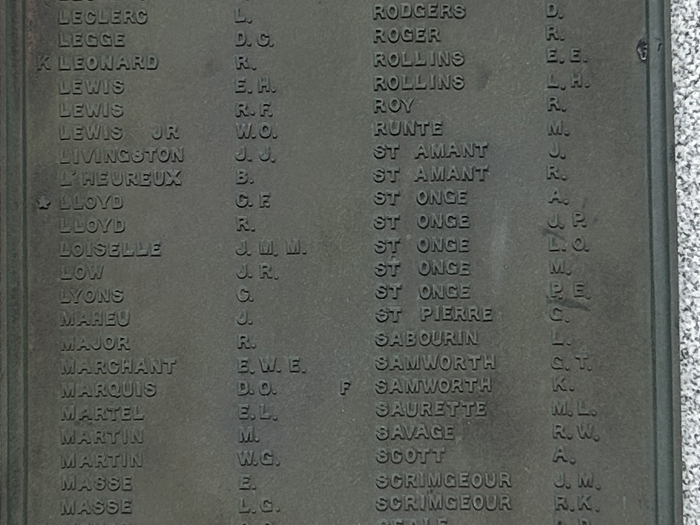 LECLERC L.
LEGGE D.C.
K LEONARD R.
LEWIS E.H.
LEWIS R.F.
LEWIS JR W.O.
LIVINGSTON J.J.
L'HEUREUX B.
★ LLOYD C.F.
LLOYD R.
LOISELLE J.M.M.
LOW J.R.
LYONS C.
MAHEU J.
MAJOR R.
MARCHANT E.W.E.
MARQUIS D.O.
MARTEL E.L.
MARTIN M.
MARTIN W.G.
MASSE E.
MASSE L.G.
RODGERS D.
ROGER R.
ROLLINS E.E.
ROLLINS L.H.
ROY R.
RUNTE M.
ST AMANT J.
ST AMANT R.
ST ONGE A.
ST ONGE J.P.
ST ONGE L.O.
ST ONGE M.
ST ONGE P.E.
ST PIERRE C.
SABOURIN L.
SAMWORTH G.T.
F SAMWORTH K.
SAURETTE M.L.
SAVAGE R.W.
SCOTT A.
SCRIMGEOUR J.M.
SCRIMGEOUR R.K.